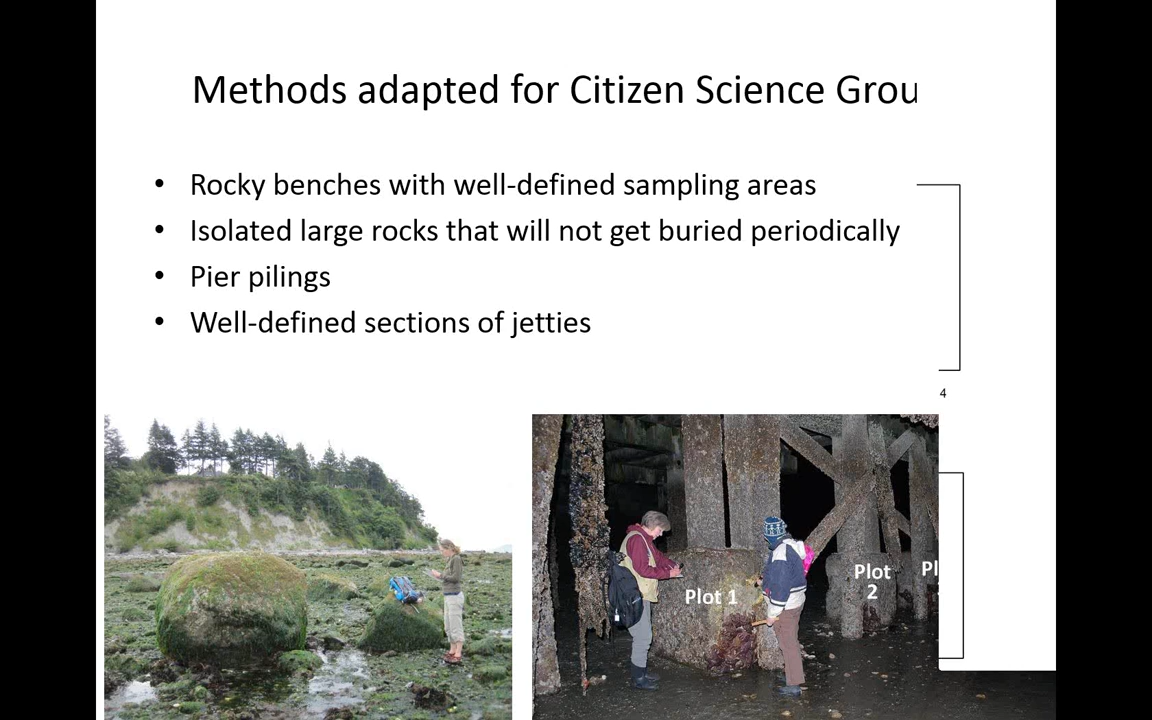 Methods adapted for Citizen Science Grou
• Rocky benches with well-defined sampling areas
• Isolated large rocks that will not get buried periodically
• Pier pilings
• Well-defined sections of jetties
4
Plot 1
Plot
2
Pl